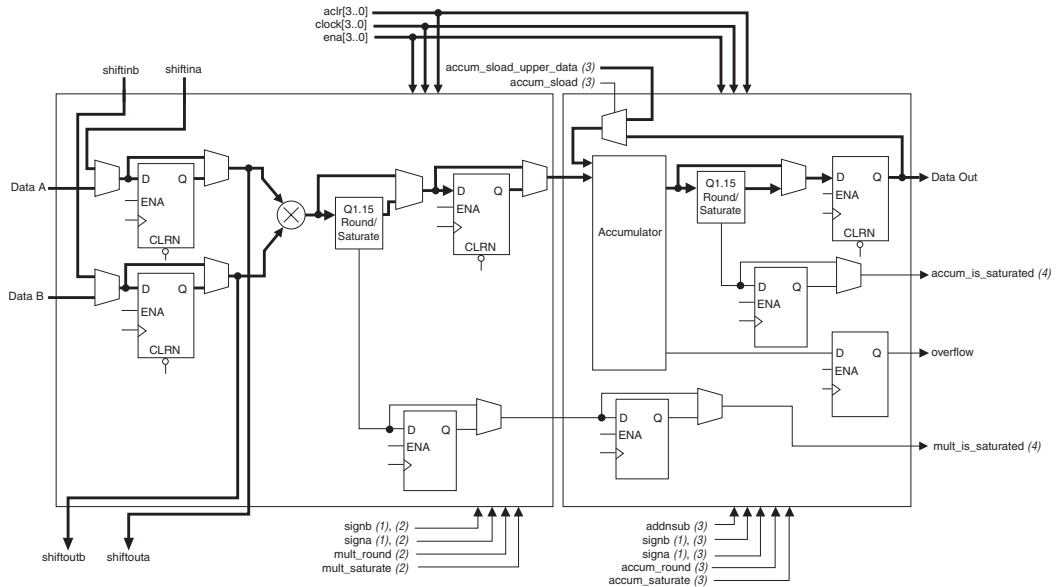 aclr[3..0]
clock[3..0]
ena[3..0]
shiftinb
shiftina
accum_sload_upper_data (3)
accum_sload (3)
Data A
D Q
ENA
CLRN
Q1.15
Round/
Saturate
D Q
ENA
CLRN
Accumulator
Q1.15
Round/
Saturate
D Q
ENA
CLRN
Data Out
Data B
D Q
ENA
CLRN
D Q
ENA
accum_is_saturated (4)
D Q
ENA
overflow
D Q
ENA
D Q
ENA
mult_is_saturated (4)
shiftoutb
shiftouta
signb (1), (2)
signa (1), (2)
mult_round (2)
mult_saturate (2)
addnsub (3)
signb (1), (3)
signa (1), (3)
accum_round (3)
accum_saturate (3)